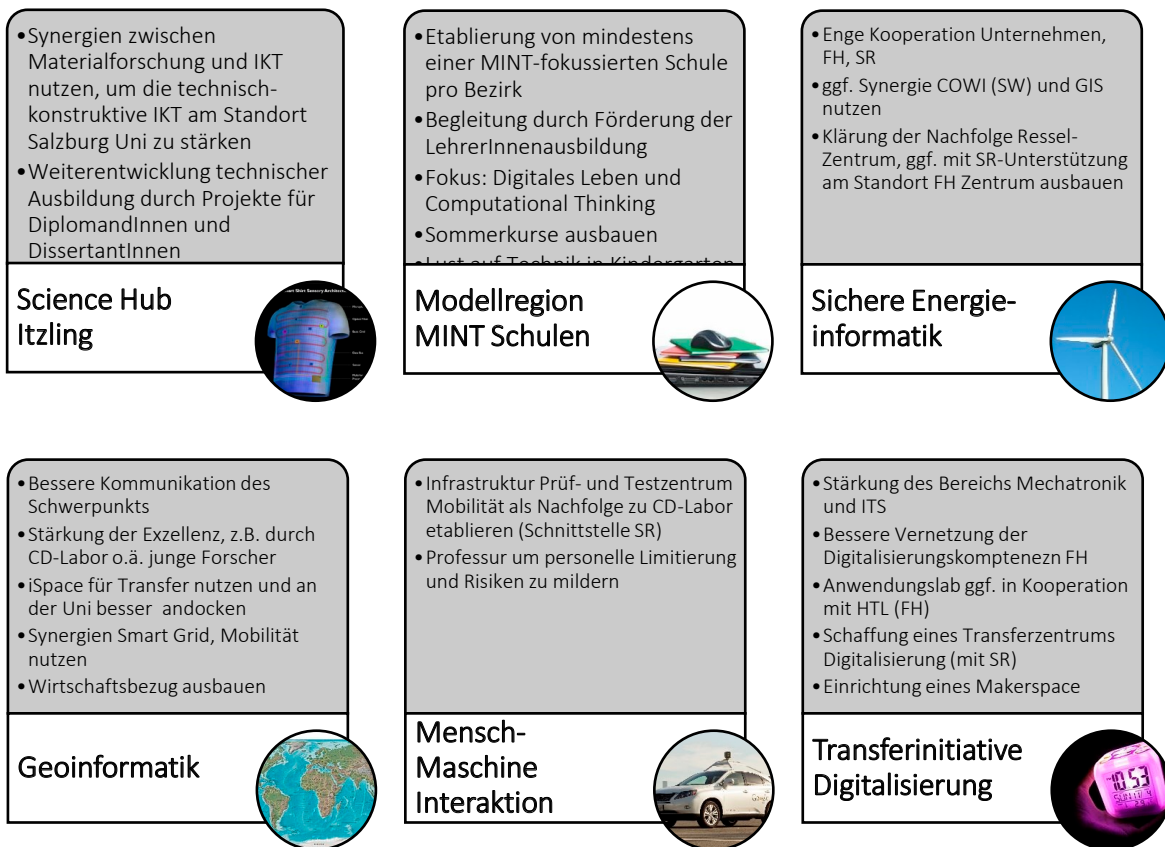 •Synergien zwischen
Materialforschung und IKT
nutzen, um die technisch-
konstruktive IKT am Standort
Salzburg Uni zu stärken
•Weiterentwicklung technischer
Ausbildung durch Projekte für
DiplomandInnen und
DissertantInnen
Science Hub
Itzling
•Etablierung von mindestens
einer MINT-fokussierten Schule
pro Bezirk
•Begleitung durch Förderung der
LehrerInnenausbildung
•Fokus: Digitales Leben und
Computational Thinking
•Sommerkurse ausbauen
•Lust auf Technik in Kindergarten
Modellregion
MINT Schulen
•Enge Kooperation Unternehmen,
FH, SR
•ggf. Synergie COWI (SW) und GIS
nutzen
•Klärung der Nachfolge Ressel-
Zentrum, ggf. mit SR-Unterstützung
am Standort FH Zentrum ausbauen
Sichere Energie-
informatik
•Bessere Kommunikation des
Schwerpunkts
•Stärkung der Exzellenz, z.B. durch
CD-Labor o.ä. junge Forscher
•iSpace für Transfer nutzen und an
der Uni besser andocken
•Synergien Smart Grid, Mobilität
nutzen
•Wirtschaftsbezug ausbauen
Geoinformatik
•Infrastruktur Prüf- und Testzentrum
Mobilität als Nachfolge zu CD-Labor
etablieren (Schnittstelle SR)
•Professur um personelle Limitierung
und Risiken zu mildern
Mensch-
Maschine
Interaktion
•Stärkung des Bereichs Mechatronik
und ITS
•Bessere Vernetzung der
Digitalisierungskomptenezn FH
•Anwendungslab ggf. in Kooperation
mit HTL (FH)
•Schaffung eines Transferzentrums
Digitalisierung (mit SR)
•Einrichtung eines Makerspace
Transferinitiative
Digitalisierung
10:53